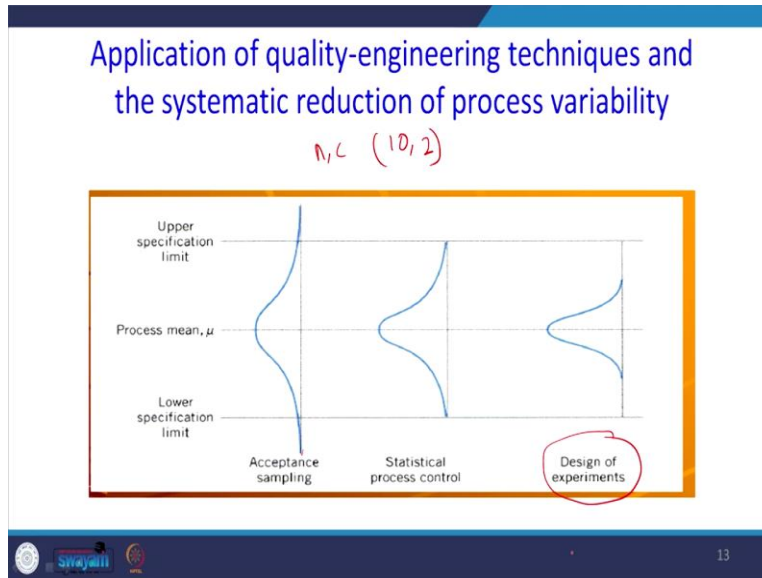 Application of quality-engineering techniques and
the systematic reduction of process variability
n, c (10, 2)
Upper
specification
limit
Process mean, μ
Lower
specification
limit
Acceptance
sampling
Statistical
process control
Design of
experiments
swayam
13